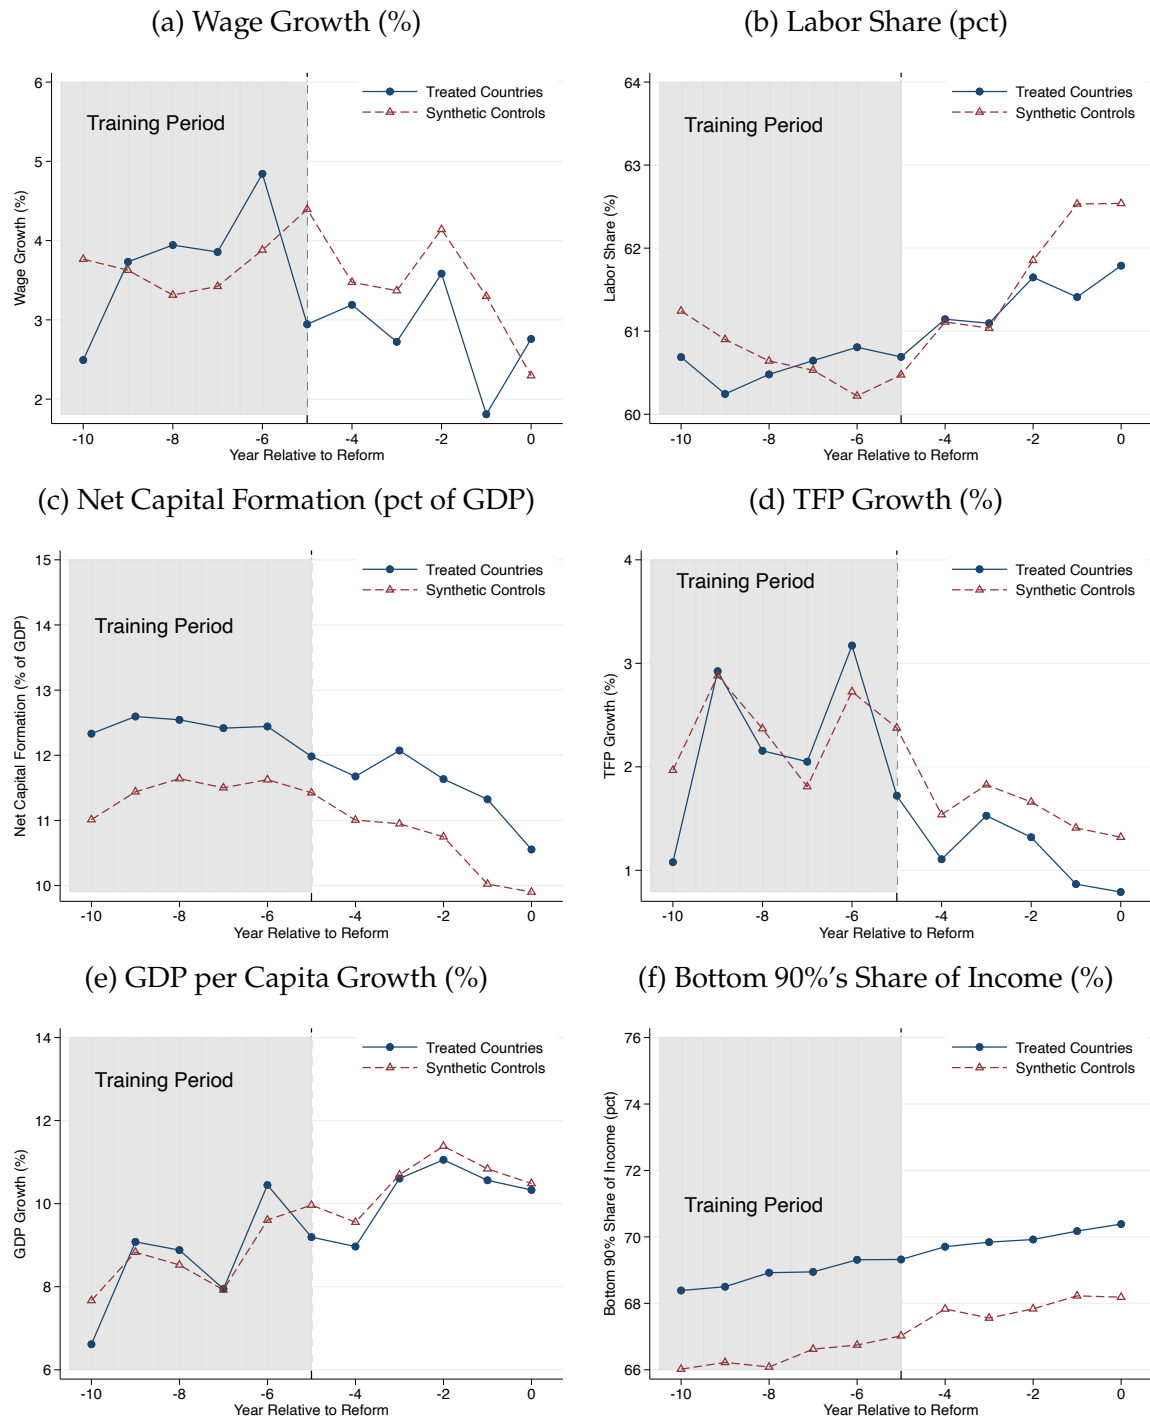 (a) Wage Growth (%)
Treated Countries
Synthetic Controls
Training Period
Wage Growth (%)
6
5
4
3
2
-10
-8
-6
-4
-2
0
Year Relative to Reform
(b) Labor Share (pct)
Treated Countries
Synthetic Controls
Training Period
Labor Share (%)
64
63
62
61
60
-10
-8
-6
-4
-2
0
Year Relative to Reform
(c) Net Capital Formation (pct of GDP)
Treated Countries
Synthetic Controls
Training Period
Net Capital Formation (% of GDP)
15
14
13
12
11
10
-10
-8
-6
-4
-2
0
Year Relative to Reform
(d) TFP Growth (%)
Treated Countries
Synthetic Controls
Training Period
TFP Growth (%)
4
3
2
1
-10
-8
-6
-4
-2
0
Year Relative to Reform
(e) GDP per Capita Growth (%)
Treated Countries
Synthetic Controls
Training Period
GDP Growth (%)
14
12
10
8
6
-10
-8
-6
-4
-2
0
Year Relative to Reform
(f) Bottom 90%'s Share of Income (%)
Treated Countries
Synthetic Controls
Training Period
Bottom 90% Share of Income (pct)
76
74
72
70
68
66
-10
-8
-6
-4
-2
0
Year Relative to Reform